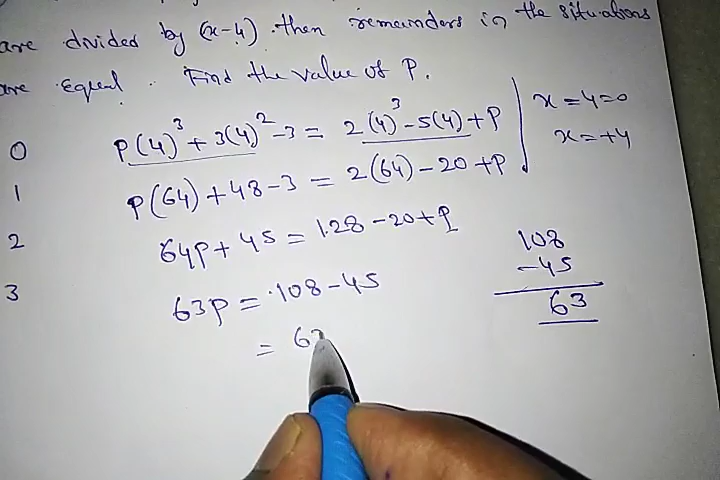 are divided by (x-4). then remainders in the situations
are equal. Find the value of P.
0 P(4)³ + 3(4)² - 3 = 2(4)³ - 5(4) + P | x = 4 = 0
x = +4
1 P(64) + 48 - 3 = 2(64) - 20 + P
2 64P + 45 = 128 - 20 + P
3 63P = 108 - 45
= 63
108
- 45
63